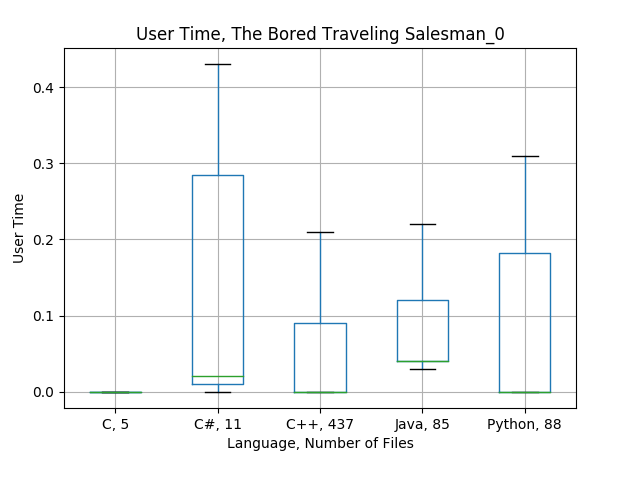 User Time, The Bored Traveling Salesman_0
0.4
0.3
0.2
0.1
0.0
User Time
C, 5
C#, 11
C++, 437
Java, 85
Python, 88
Language, Number of Files